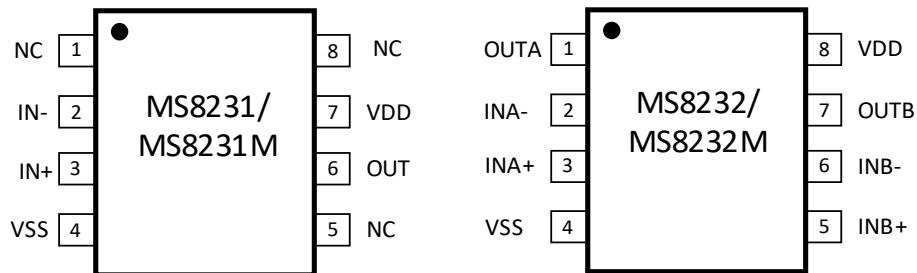 NC 1 8 NC OUTA 1 8 VDD
IN- 2 MS8231/ 7 VDD INA- 2 MS8232/ 7 OUTB
MS8231M MS8232M
IN+ 3 6 OUT INA+ 3 6 INB-
VSS 4 5 NC VSS 4 5 INB+